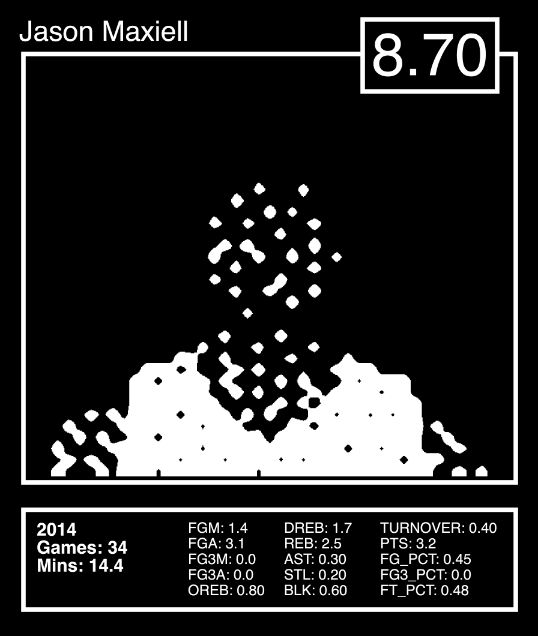 Jason Maxiell
8.70
2014
Games: 34
Mins: 14.4
FGM: 1.4
FGA: 3.1
FG3M: 0.0
FG3A: 0.0
OREB: 0.80
DREB: 1.7
REB: 2.5
AST: 0.30
STL: 0.20
BLK: 0.60
TURNOVER: 0.40
PTS: 3.2
FG_PCT: 0.45
FG3_PCT: 0.0
FT_PCT: 0.48